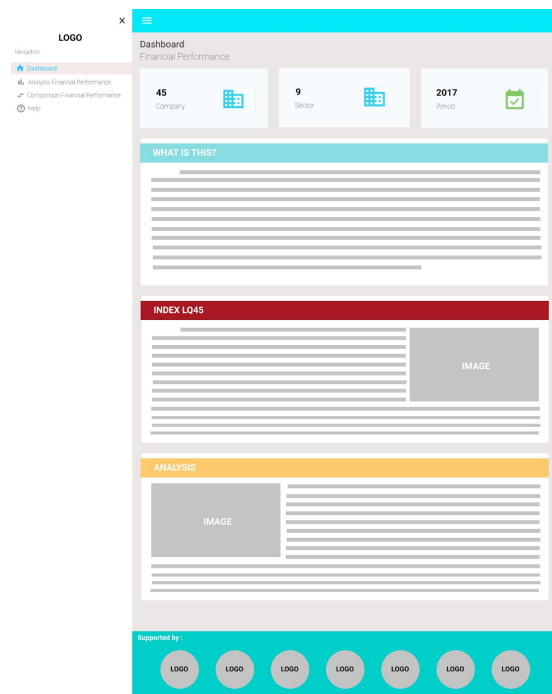 X
LOGO
Navigation
Dashboard
Analysis Financial Performance
Comparison Financial Performance
Help
Dashboard
Financial Performance
45
Company
9
Sector
2017
Period
WHAT IS THIS?
INDEX LQ45
IMAGE
ANALYSIS
IMAGE
Supported by :
LOGO LOGO LOGO LOGO LOGO LOGO LOGO